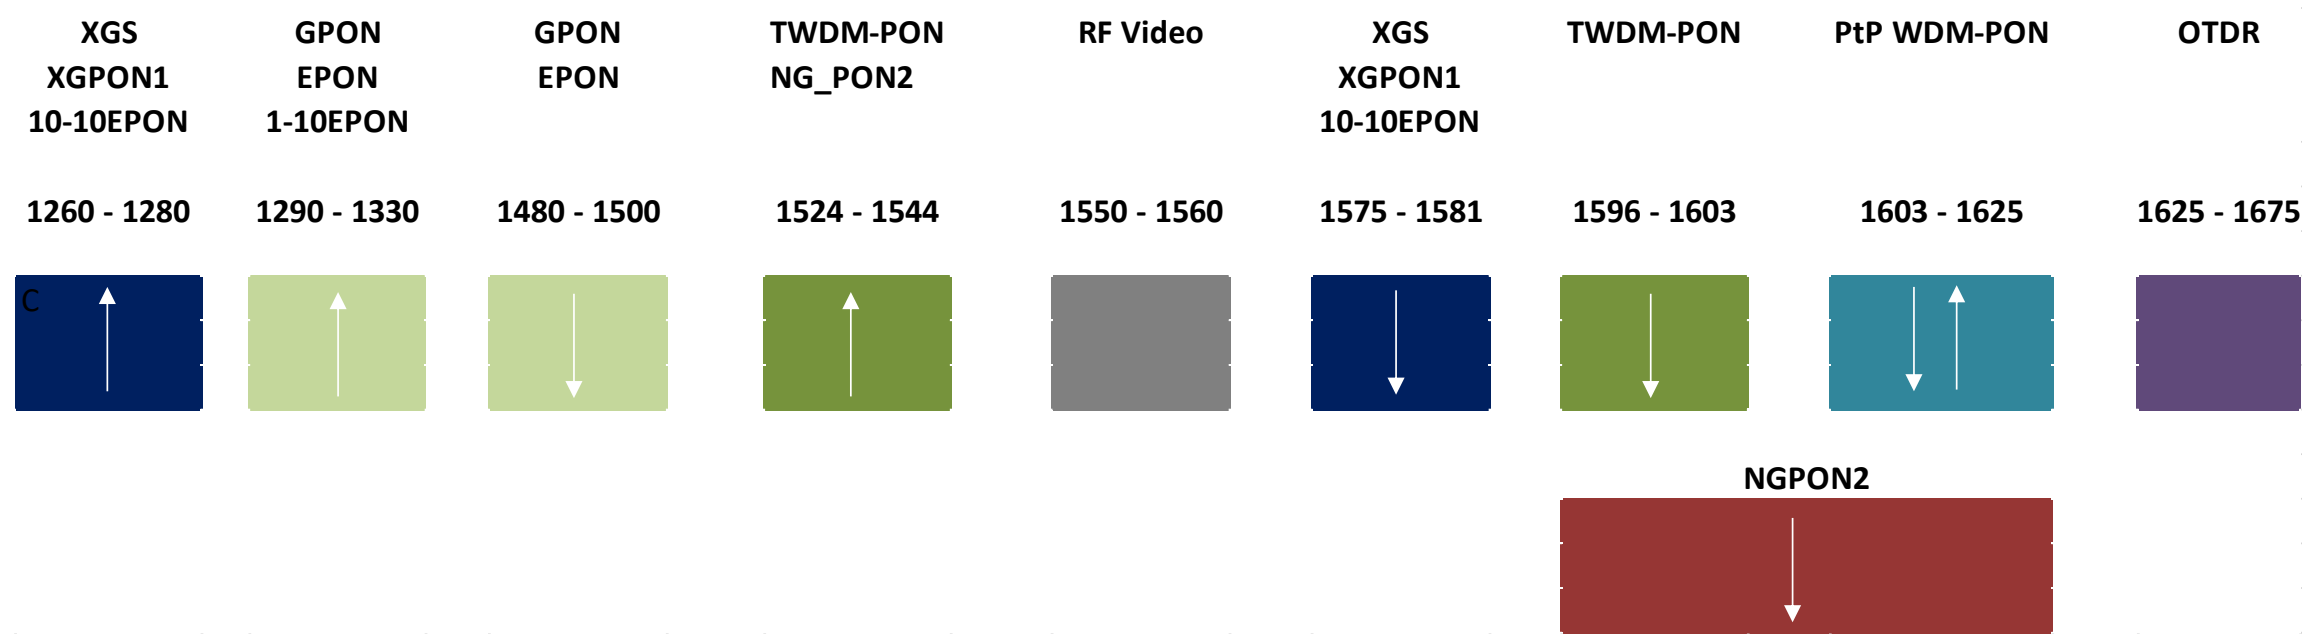 XGS GPON GPON TWDM-PON RF Video XGS TWDM-PON PtP WDM-PON OTDR
XGPON1 EPON EPON NG_PON2 XGPON1
10-10EPON 1-10EPON 10-10EPON
1260 - 1280 1290 - 1330 1480 - 1500 1524 - 1544 1550 - 1560 1575 - 1581 1596 - 1603 1603 - 1625 1625 - 1675
C
NGPON2